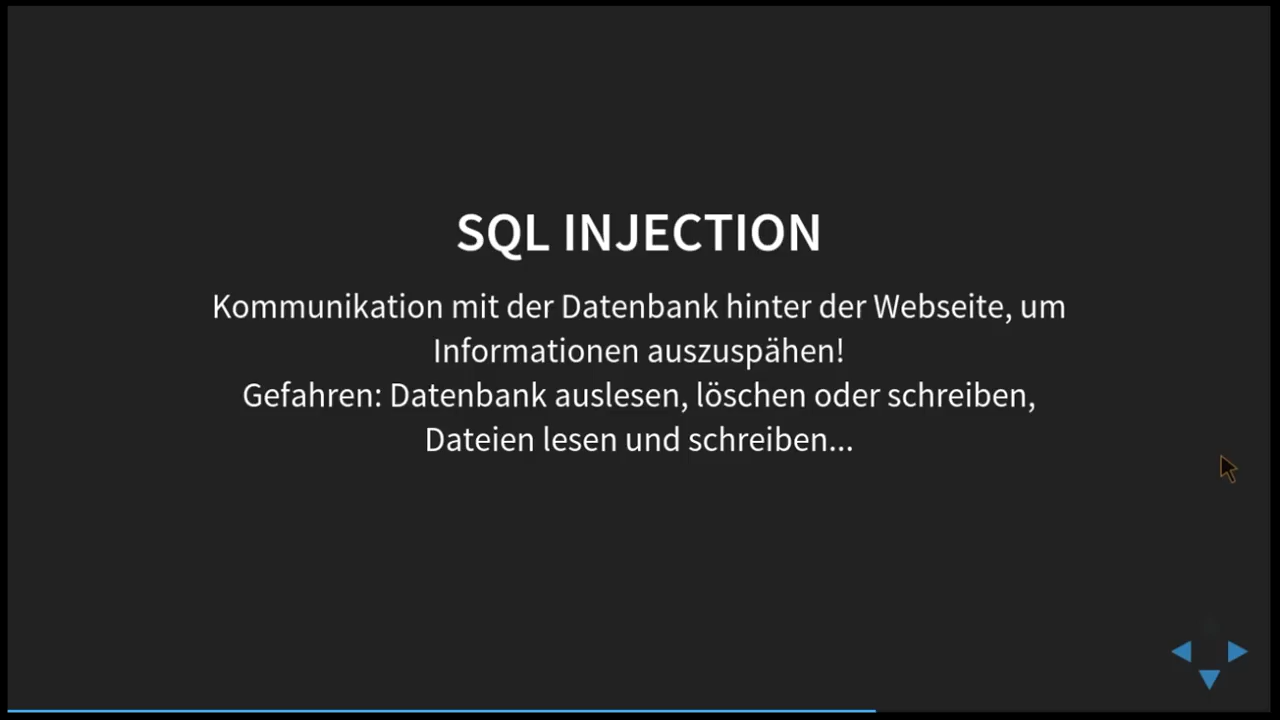 SQL INJECTION
Kommunikation mit der Datenbank hinter der Webseite, um
Informationen auszuspähen!
Gefahren: Datenbank auslesen, löschen oder schreiben,
Dateien lesen und schreiben...